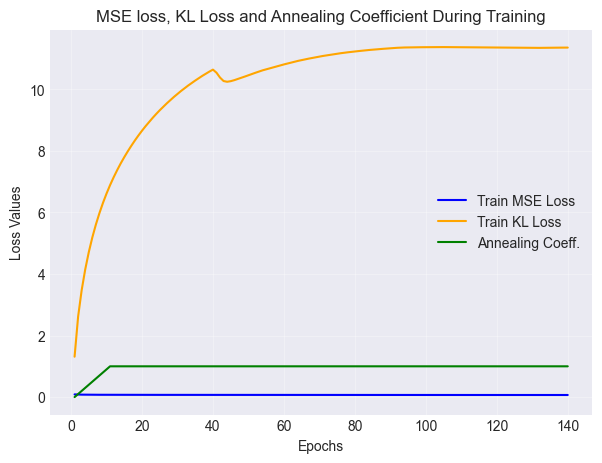 MSE loss, KL Loss and Annealing Coefficient During Training
Loss Values
10
8
6
4
2
0
Train MSE Loss
Train KL Loss
Annealing Coeff.
0 20 40 60 80 100 120 140
Epochs